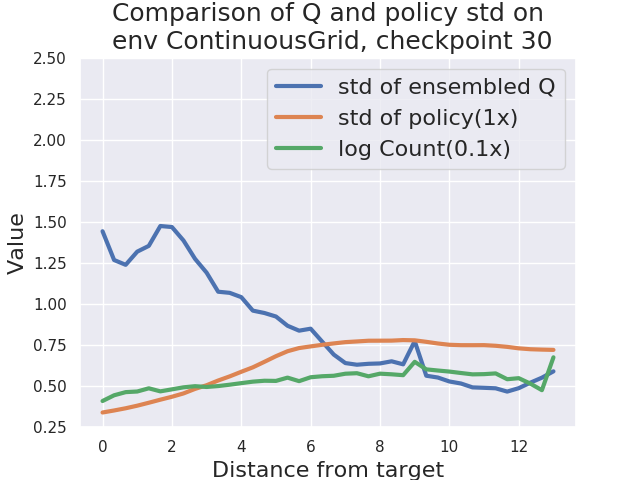 Comparison of Q and policy std on
env ContinuousGrid, checkpoint 30
2.50
2.25
2.00
1.75
1.50
1.25
1.00
0.75
0.50
0.25
Value
std of ensembled Q
std of policy(1x)
log Count(0.1x)
0 2 4 6 8 10 12
Distance from target